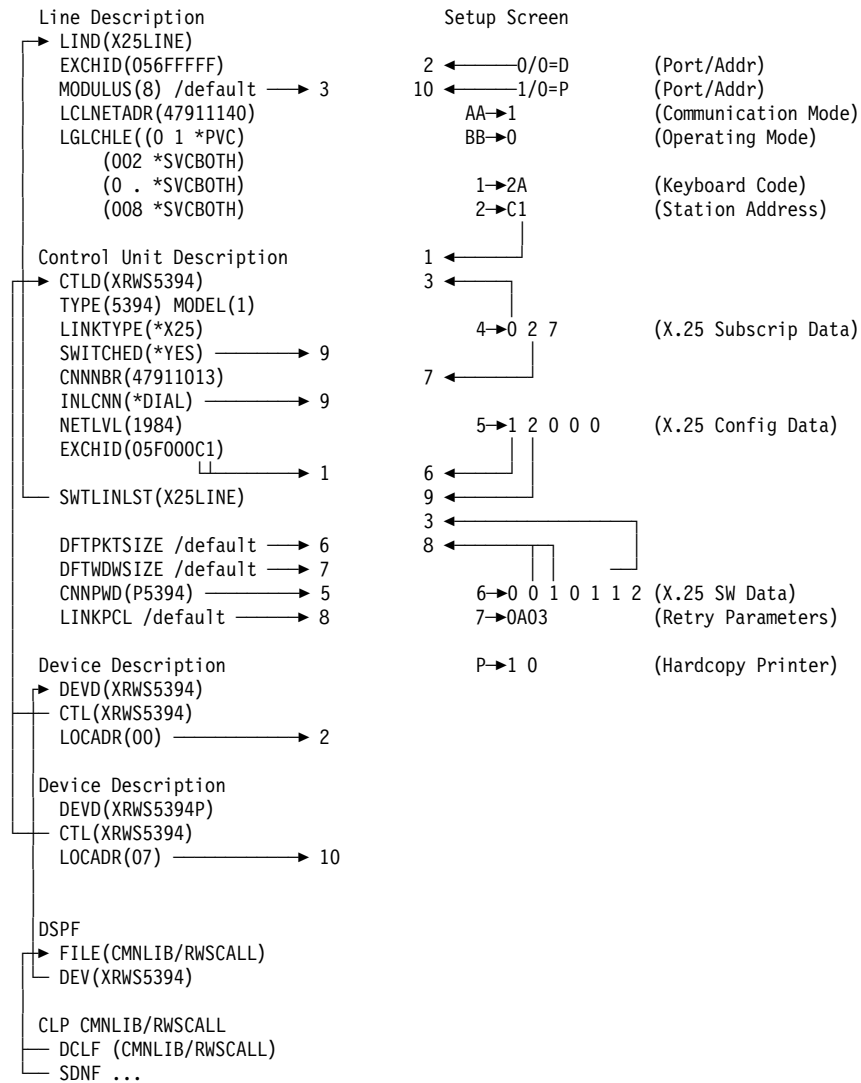 Line Description Setup Screen
LIND(X25LINE)
EXCHID(056FFFFF) 2 0/0=D (Port/Addr)
MODULUS(8) /default 3 10 1/0=P (Port/Addr)
LCLNETADR(47911140) AA 1 (Communication Mode)
LGLCHLE((0 1 *PVC) BB 0 (Operating Mode)
(002 *SVCBOTH)
(0 . *SVCBOTH) 1 2A (Keyboard Code)
(008 *SVCBOTH) 2 C1 (Station Address)
Control Unit Description 1
CTLD(XRWS5394) 3
TYPE(5394) MODEL(1)
LINKTYPE(*X25) 4 0 2 7 (X.25 Subscrip Data)
SWITCHED(*YES) 9
CNNNBR(47911013) 7
INLCNN(*DIAL) 9
NETLVL(1984) 5 1 2 0 0 0 (X.25 Config Data)
EXCHID(05F000C1)
1 6
SWTLINLST(X25LINE) 9
3
DFTPKTSIZE /default 6 8
DFTWDWSIZE /default 7
CNNPWD(P5394) 5 6 0 0 1 0 1 1 2 (X.25 SW Data)
LINKPCL /default 8 7 0A03 (Retry Parameters)
Device Description P 1 0 (Hardcopy Printer)
DEVD(XRWS5394)
CTL(XRWS5394)
LOCADR(00) 2
Device Description
DEVD(XRWS5394P)
CTL(XRWS5394)
LOCADR(07) 10
DSPF
FILE(CMNLIB/RWSCALL)
DEV(XRWS5394)
CLP CMNLIB/RWSCALL
DCLF (CMNLIB/RWSCALL)
SDNF ...